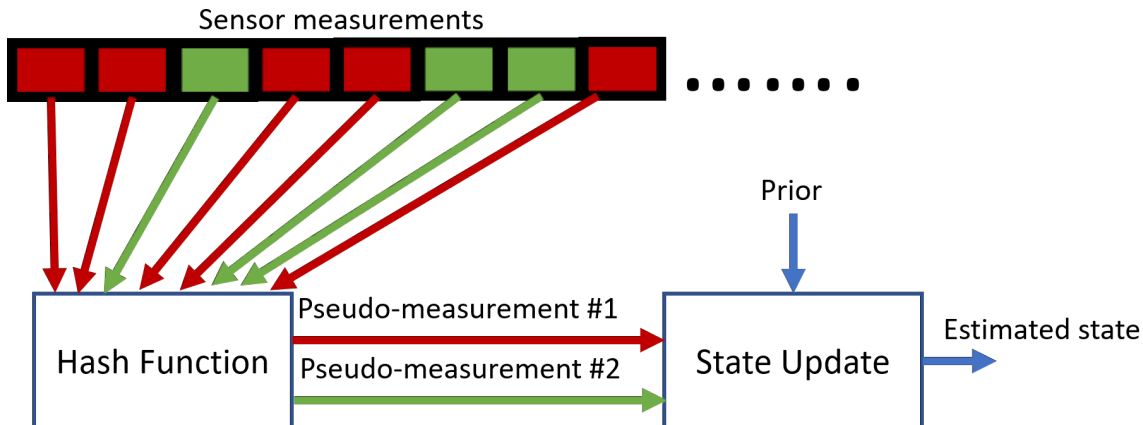 Sensor measurements
Prior
Pseudo-measurement #1
Hash Function
Pseudo-measurement #2
State Update
Estimated state